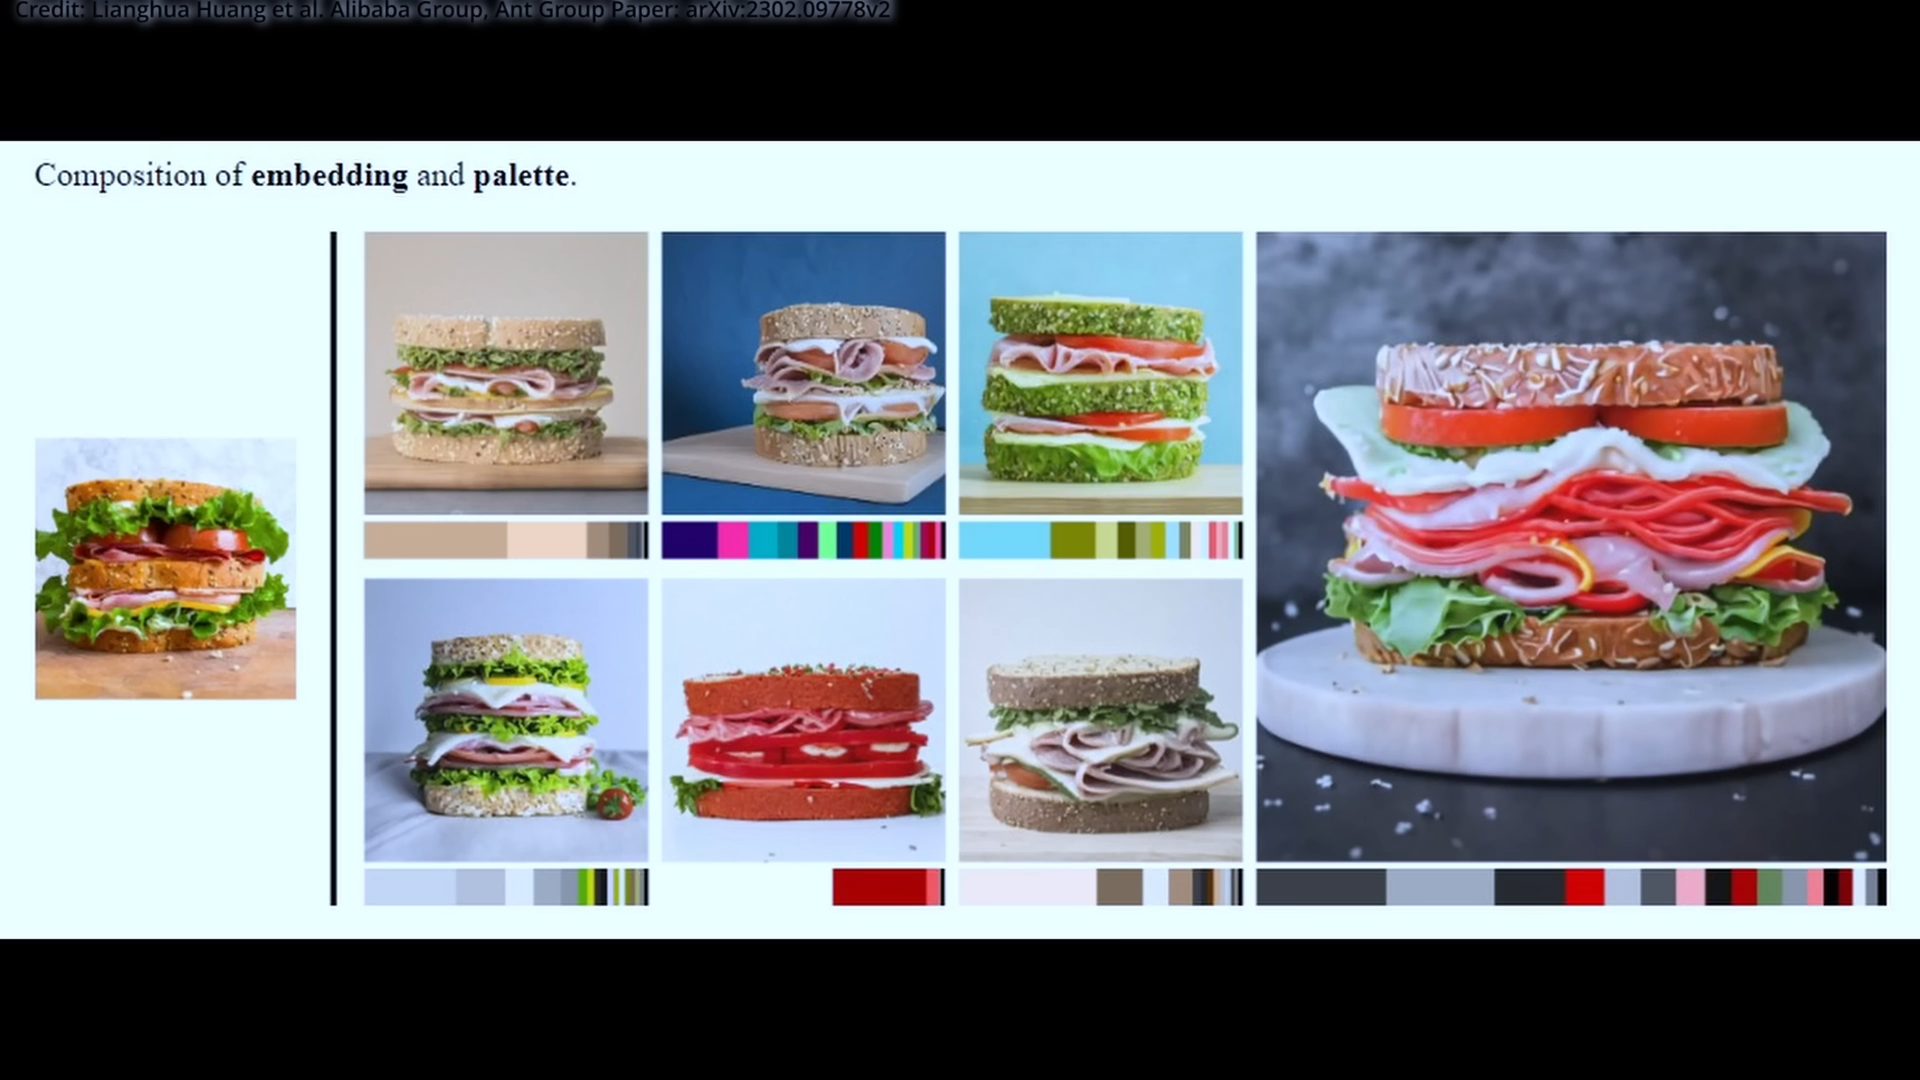 Credit: Lianghua Huang et al. Alibaba Group, Ant Group Paper: arXiv:2302.09778v2
Composition of embedding and palette.